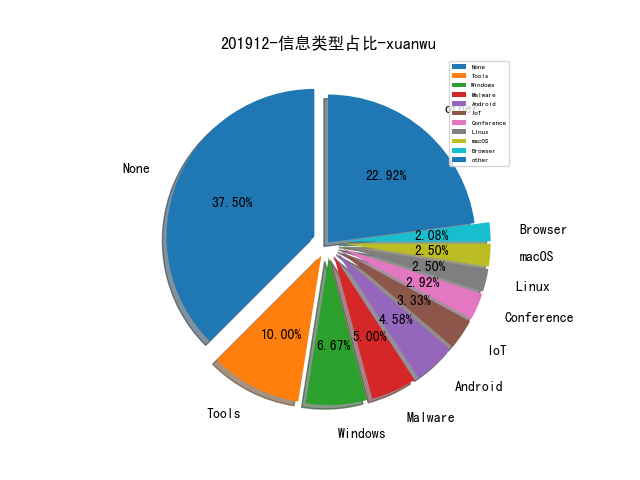 201912-信息类型占比-xuanwu
None
Tools
Windows
Malware
Android
IoT
Conference
Linux
macOS
Browser
other
other
22.92%
None
37.50%
2.08%
Browser
2.50%
macOS
2.50%
Linux
2.92%
Conference
3.33%
IoT
4.58%
Android
5.00%
Malware
6.67%
Windows
10.00%
Tools